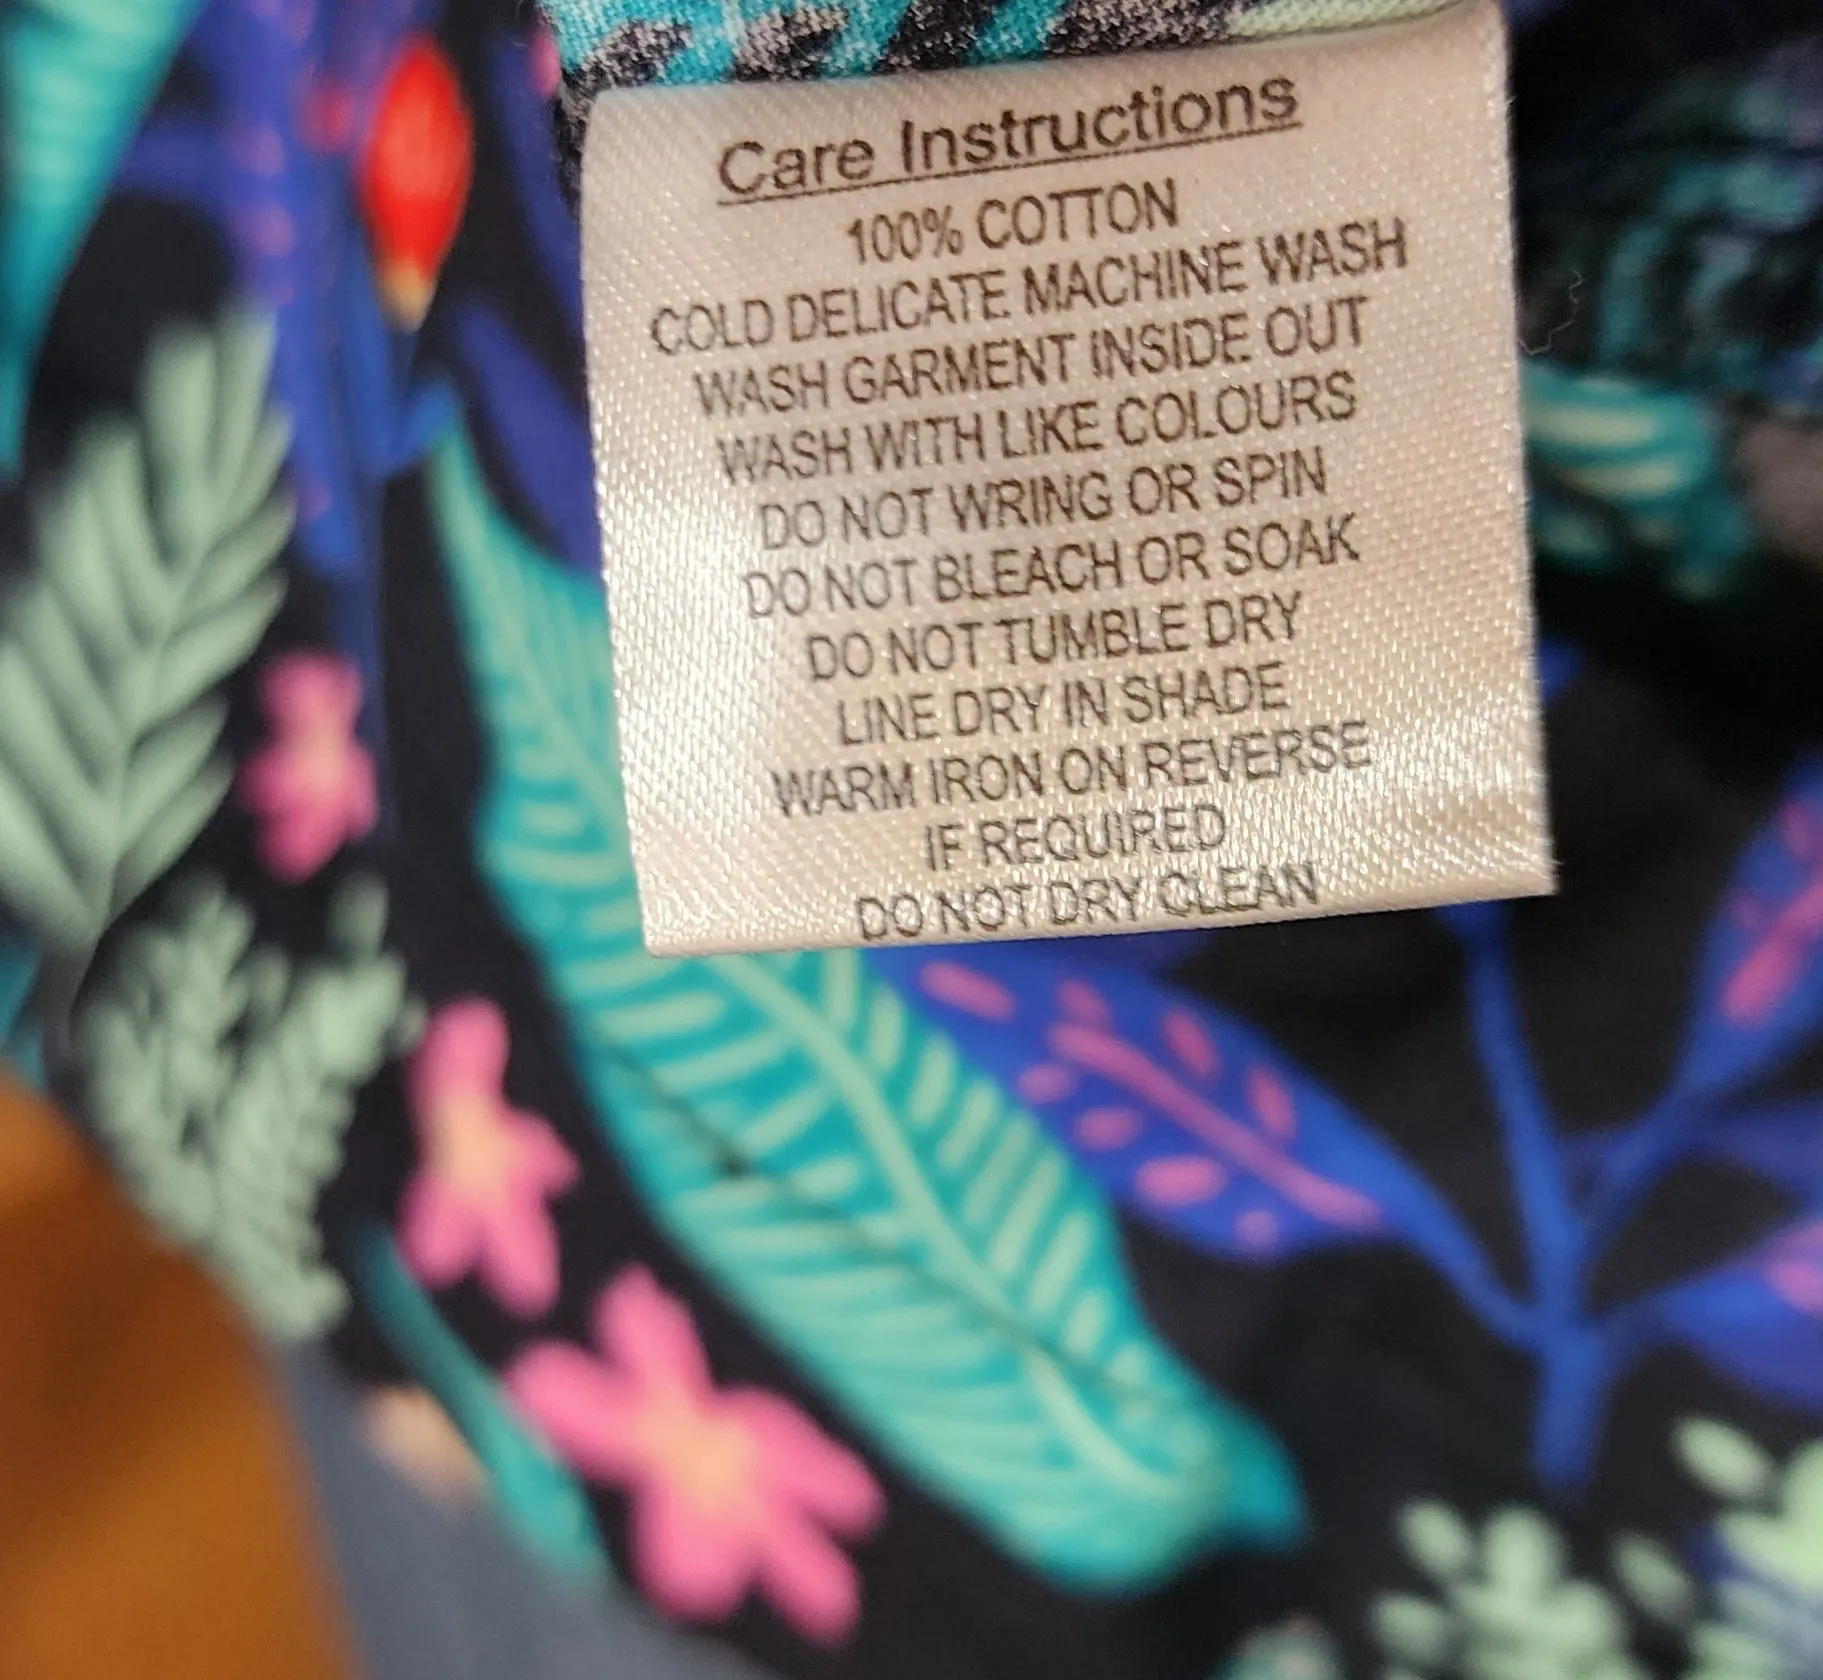 Care Instructions
100% COTTON
COLD DELICATE MACHINE WASH
WASH GARMENT INSIDE OUT
WASH WITH LIKE COLOURS
DO NOT WRING OR SPIN
DO NOT BLEACH OR SOAK
DO NOT TUMBLE DRY
LINE DRY IN SHADE
WARM IRON ON REVERSE
IF REQUIRED
DO NOT DRY CLEAN